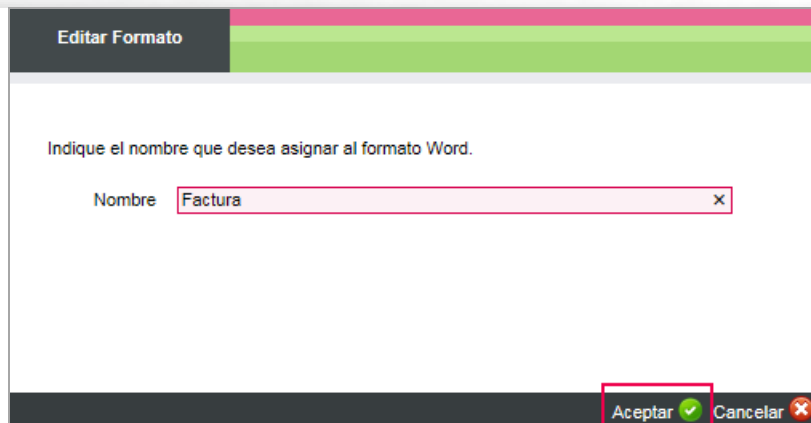 Editar Formato
Indique el nombre que desea asignar al formato Word.
Nombre Factura
Aceptar Cancelar